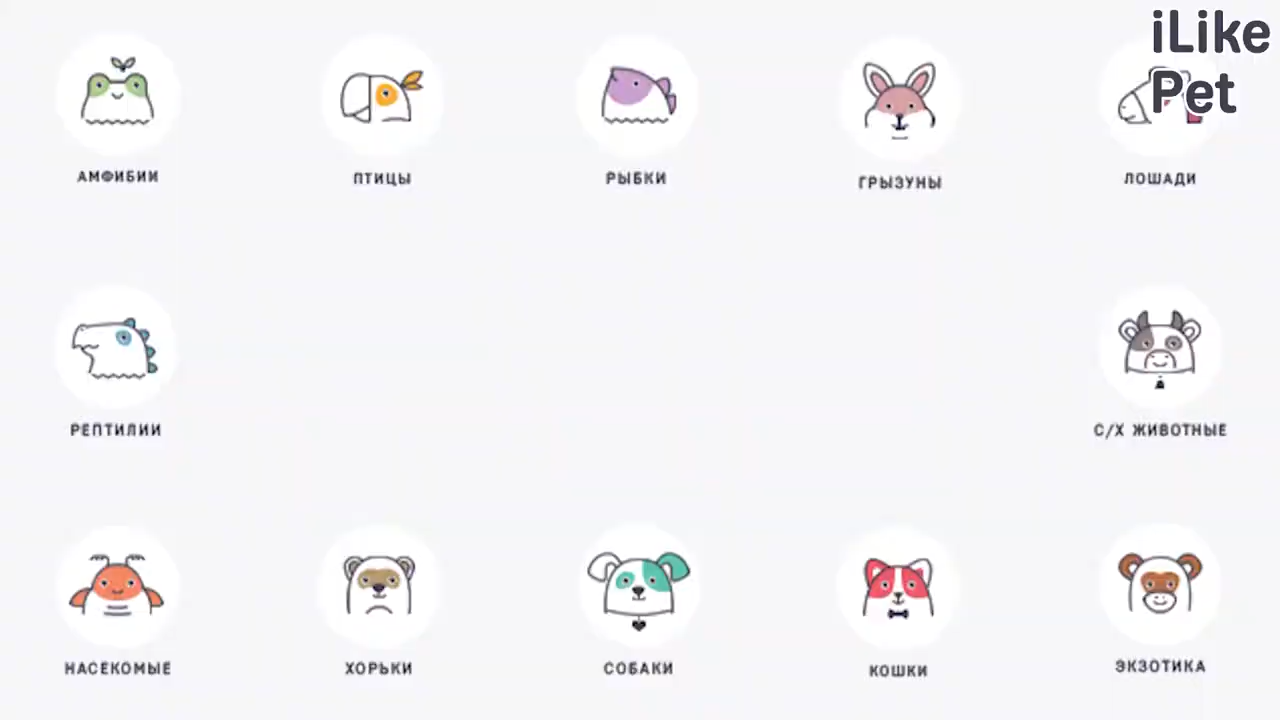 iLike
Pet
АМФИБИИ
ПТИЦЫ
РЫБКИ
ГРЫЗУНЫ
ЛОШАДИ
РЕПТИЛИИ
С/Х ЖИВОТНЫЕ
НАСЕКОМЫЕ
ХОРЬКИ
СОБАКИ
КОШКИ
ЭКЗОТИКА